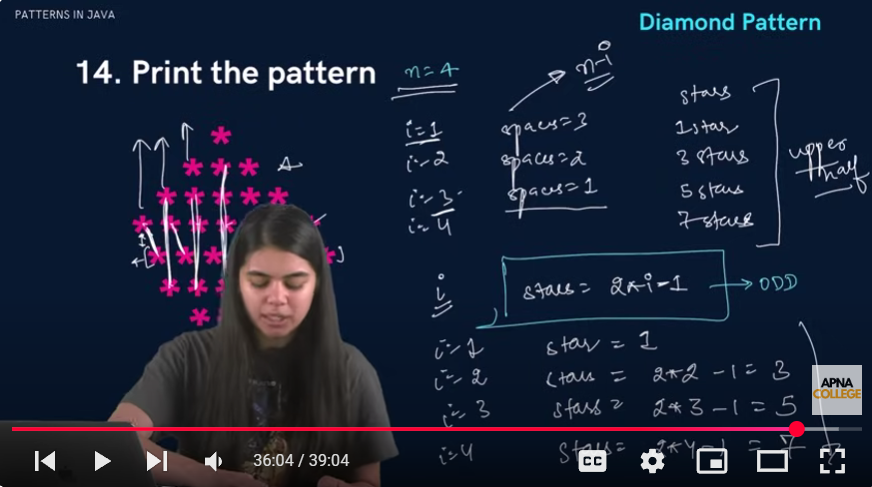 PATTERNS IN JAVA
Diamond Pattern
14. Print the pattern
n=4
n-i
stars
i=1 spaces=3 1 star
i=2 spaces=2 3 stars
i=3 spaces=1 5 stars
i=4 7 stars
upper half
*
* * *
4
i
stars = 2*i-1 → ODD
i=1 star = 1
i=2 stars = 2*2-1=3
i=3 stars = 2*3-1=5
i=4 stars = 2*4-1=7
APNA
COLLEGE
36:04 / 39:04
CC